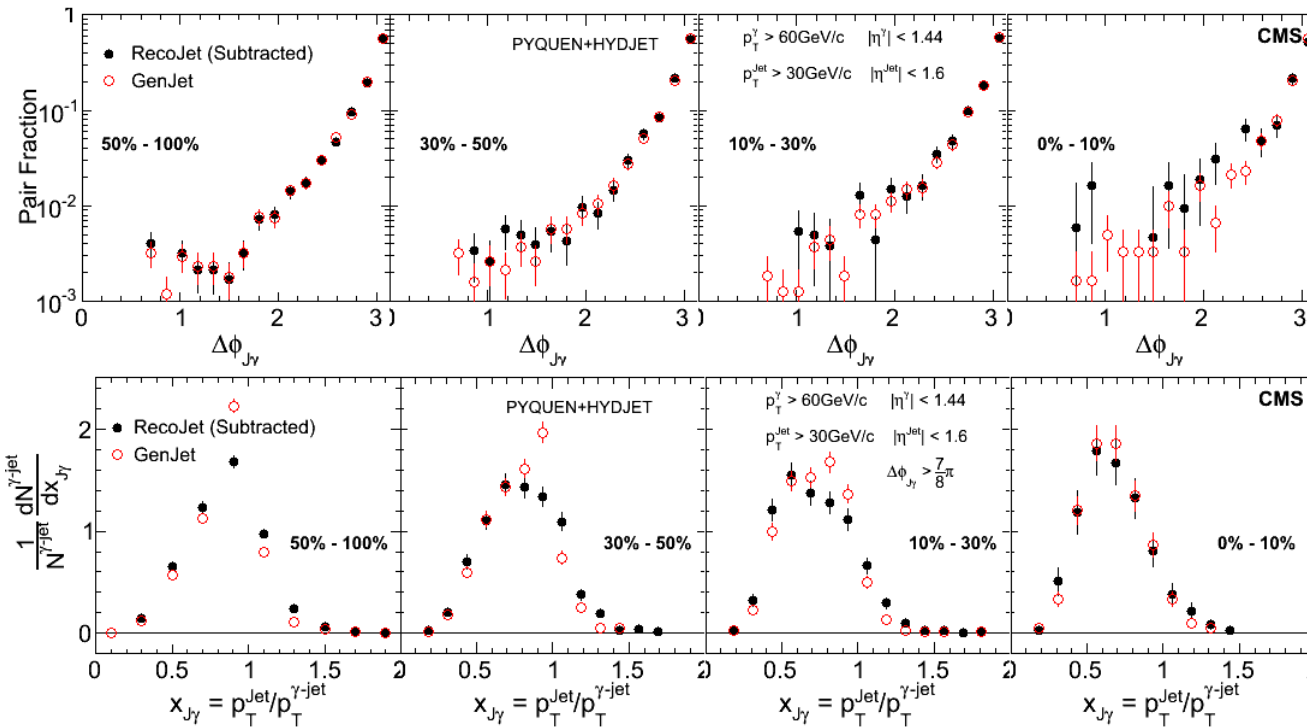 Pair Fraction
1
10⁻¹
10⁻²
10⁻³
RecoJet (Subtracted)
GenJet
50% - 100%
0 1 2 3
Δϕ_Jγ
PYQUEN+HYDJET
30% - 50%
1 2 3
Δϕ_Jγ
p_T^γ > 60GeV/c |η^γ| < 1.44
p_T^Jet > 30GeV/c |η^Jet| < 1.6
10% - 30%
1 2 3
Δϕ_Jγ
CMS
0% - 10%
1 2 3
Δϕ_Jγ
1/N^γ-jet dN^γ-jet/dx_Jγ
2
1
0
RecoJet (Subtracted)
GenJet
50% - 100%
0 0.5 1 1.5
x_Jγ = p_T^Jet/p_T^γ-jet
PYQUEN+HYDJET
30% - 50%
0.5 1 1.5
x_Jγ = p_T^Jet/p_T^γ-jet
p_T^γ > 60GeV/c |η^γ| < 1.44
p_T^Jet > 30GeV/c |η^Jet| < 1.6
Δϕ_Jγ > 7/8 π
10% - 30%
0.5 1 1.5
x_Jγ = p_T^Jet/p_T^γ-jet
CMS
0% - 10%
0.5 1 1.5
x_Jγ = p_T^Jet/p_T^γ-jet